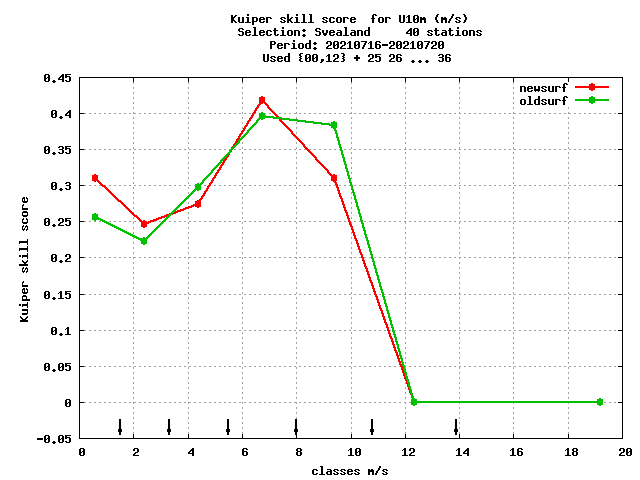 Kuiper skill score  for U10m (m/s)
Selection: Svealand     40 stations
Period: 20210716-20210720
Used {00,12} + 25 26 ... 36
newsurf
oldsurf
0.45
0.4
0.35
0.3
0.25
0.2
0.15
0.1
0.05
0
-0.05
Kuiper skill score
0 2 4 6 8 10 12 14 16 18 20
classes m/s